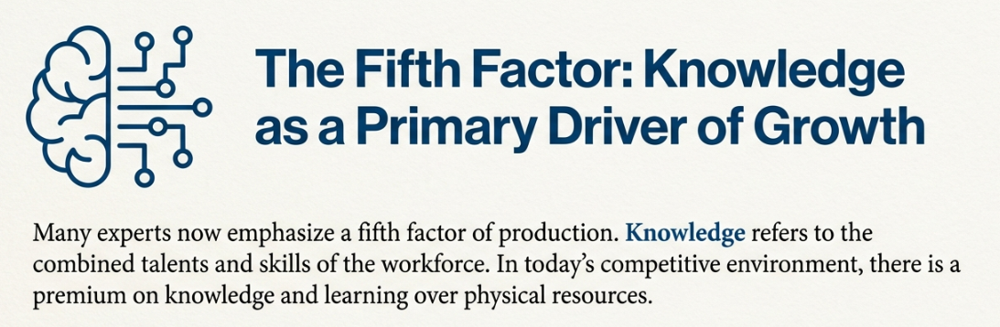 The Fifth Factor: Knowledge
as a Primary Driver of Growth
Many experts now emphasize a fifth factor of production. Knowledge refers to the
combined talents and skills of the workforce. In today’s competitive environment, there is a
premium on knowledge and learning over physical resources.